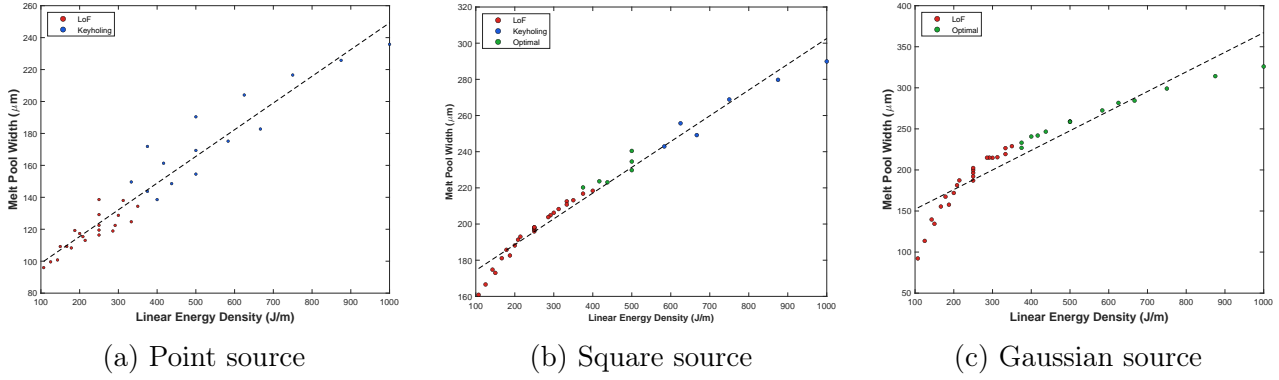 260
240
220
200
180
160
140
120
100
80
Melt Pool Width (μm)
LoF
Keyholing
100 200 300 400 500 600 700 800 900 1000
Linear Energy Density (J/m)
(a) Point source
320
300
280
260
240
220
200
180
160
Melt Pool Width (μm)
LoF
Keyholing
Optimal
100 200 300 400 500 600 700 800 900 1000
Linear Energy Density (J/m)
(b) Square source
400
350
300
250
200
150
100
50
Melt Pool Width (μm)
LoF
Optimal
100 200 300 400 500 600 700 800 900 1000
Linear Energy Density (J/m)
(c) Gaussian source